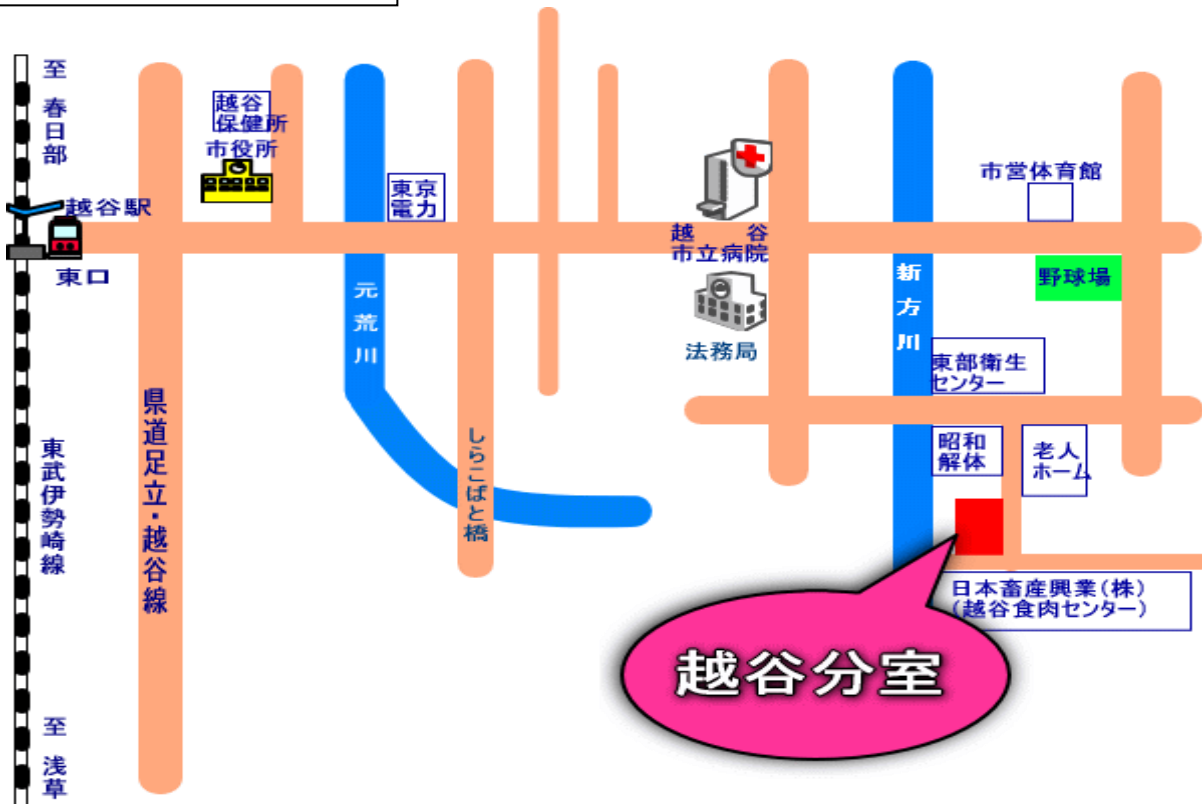 至
春日部
越谷駅
東口
東武伊勢崎線
至
浅草
県道足立・越谷線
越谷
保健所
市役所
元荒川
東京
電力
しらこばと橋
越　谷
市立病院
法務局
新方川
市営体育館
野球場
東部衛生
センター
昭和
解体
老人
ホーム
日本畜産興業(株)
(越谷食肉センター)
越谷分室